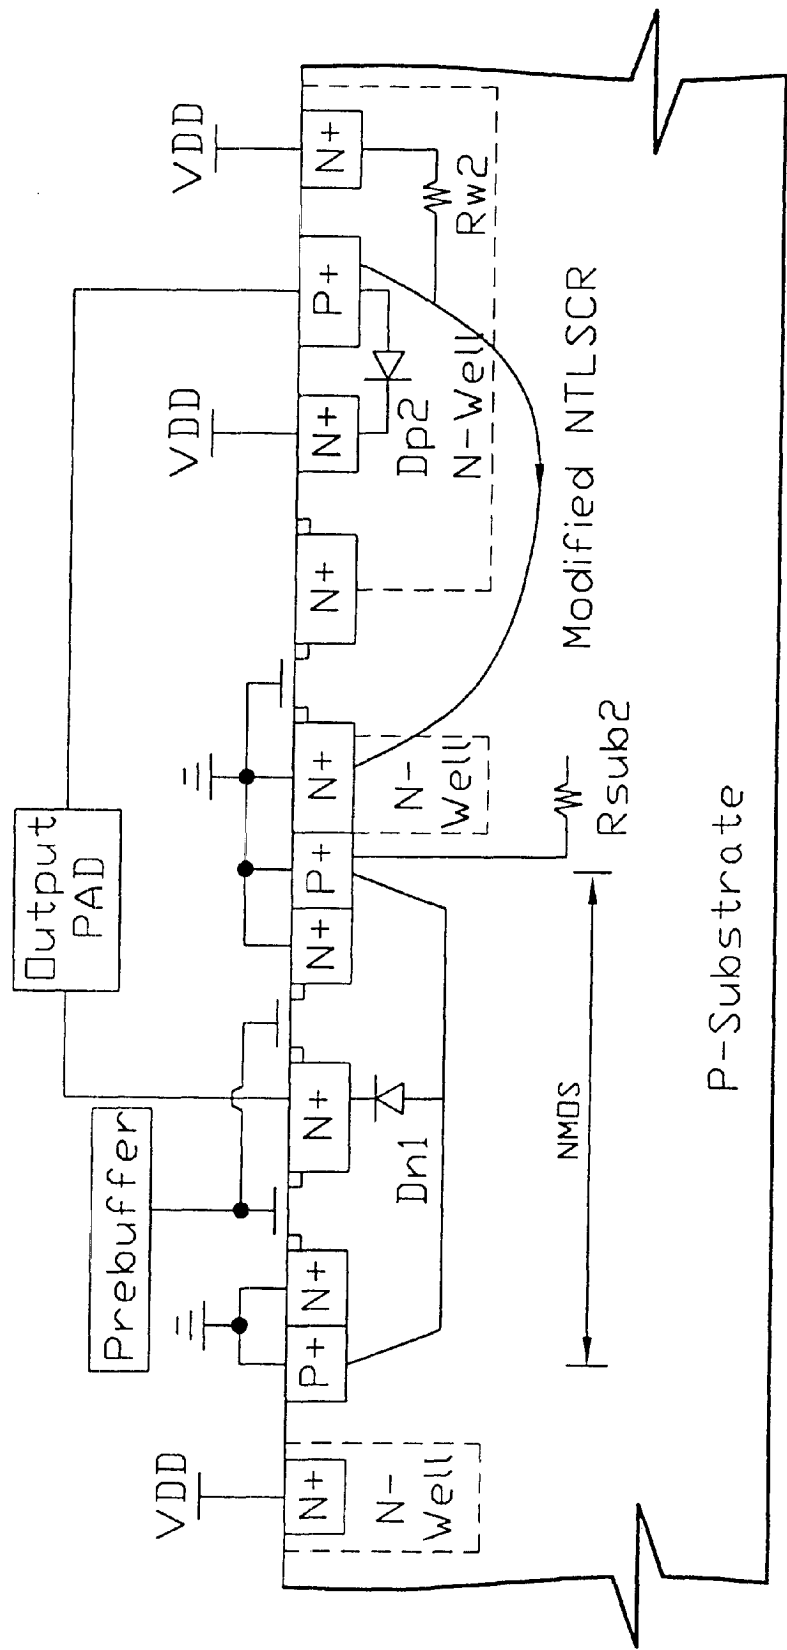 Output
PAD
Prebuffer
VDD
VDD
VDD
N+
P+
N+
N+
N+
P+
N+
N+
P+
N+
P+
N+
N-
Well
Dn1
N-
Well
Dp2
N-Well
Rw2
NMOS
Rsub2
Modified NTLSCR
P-Substrate